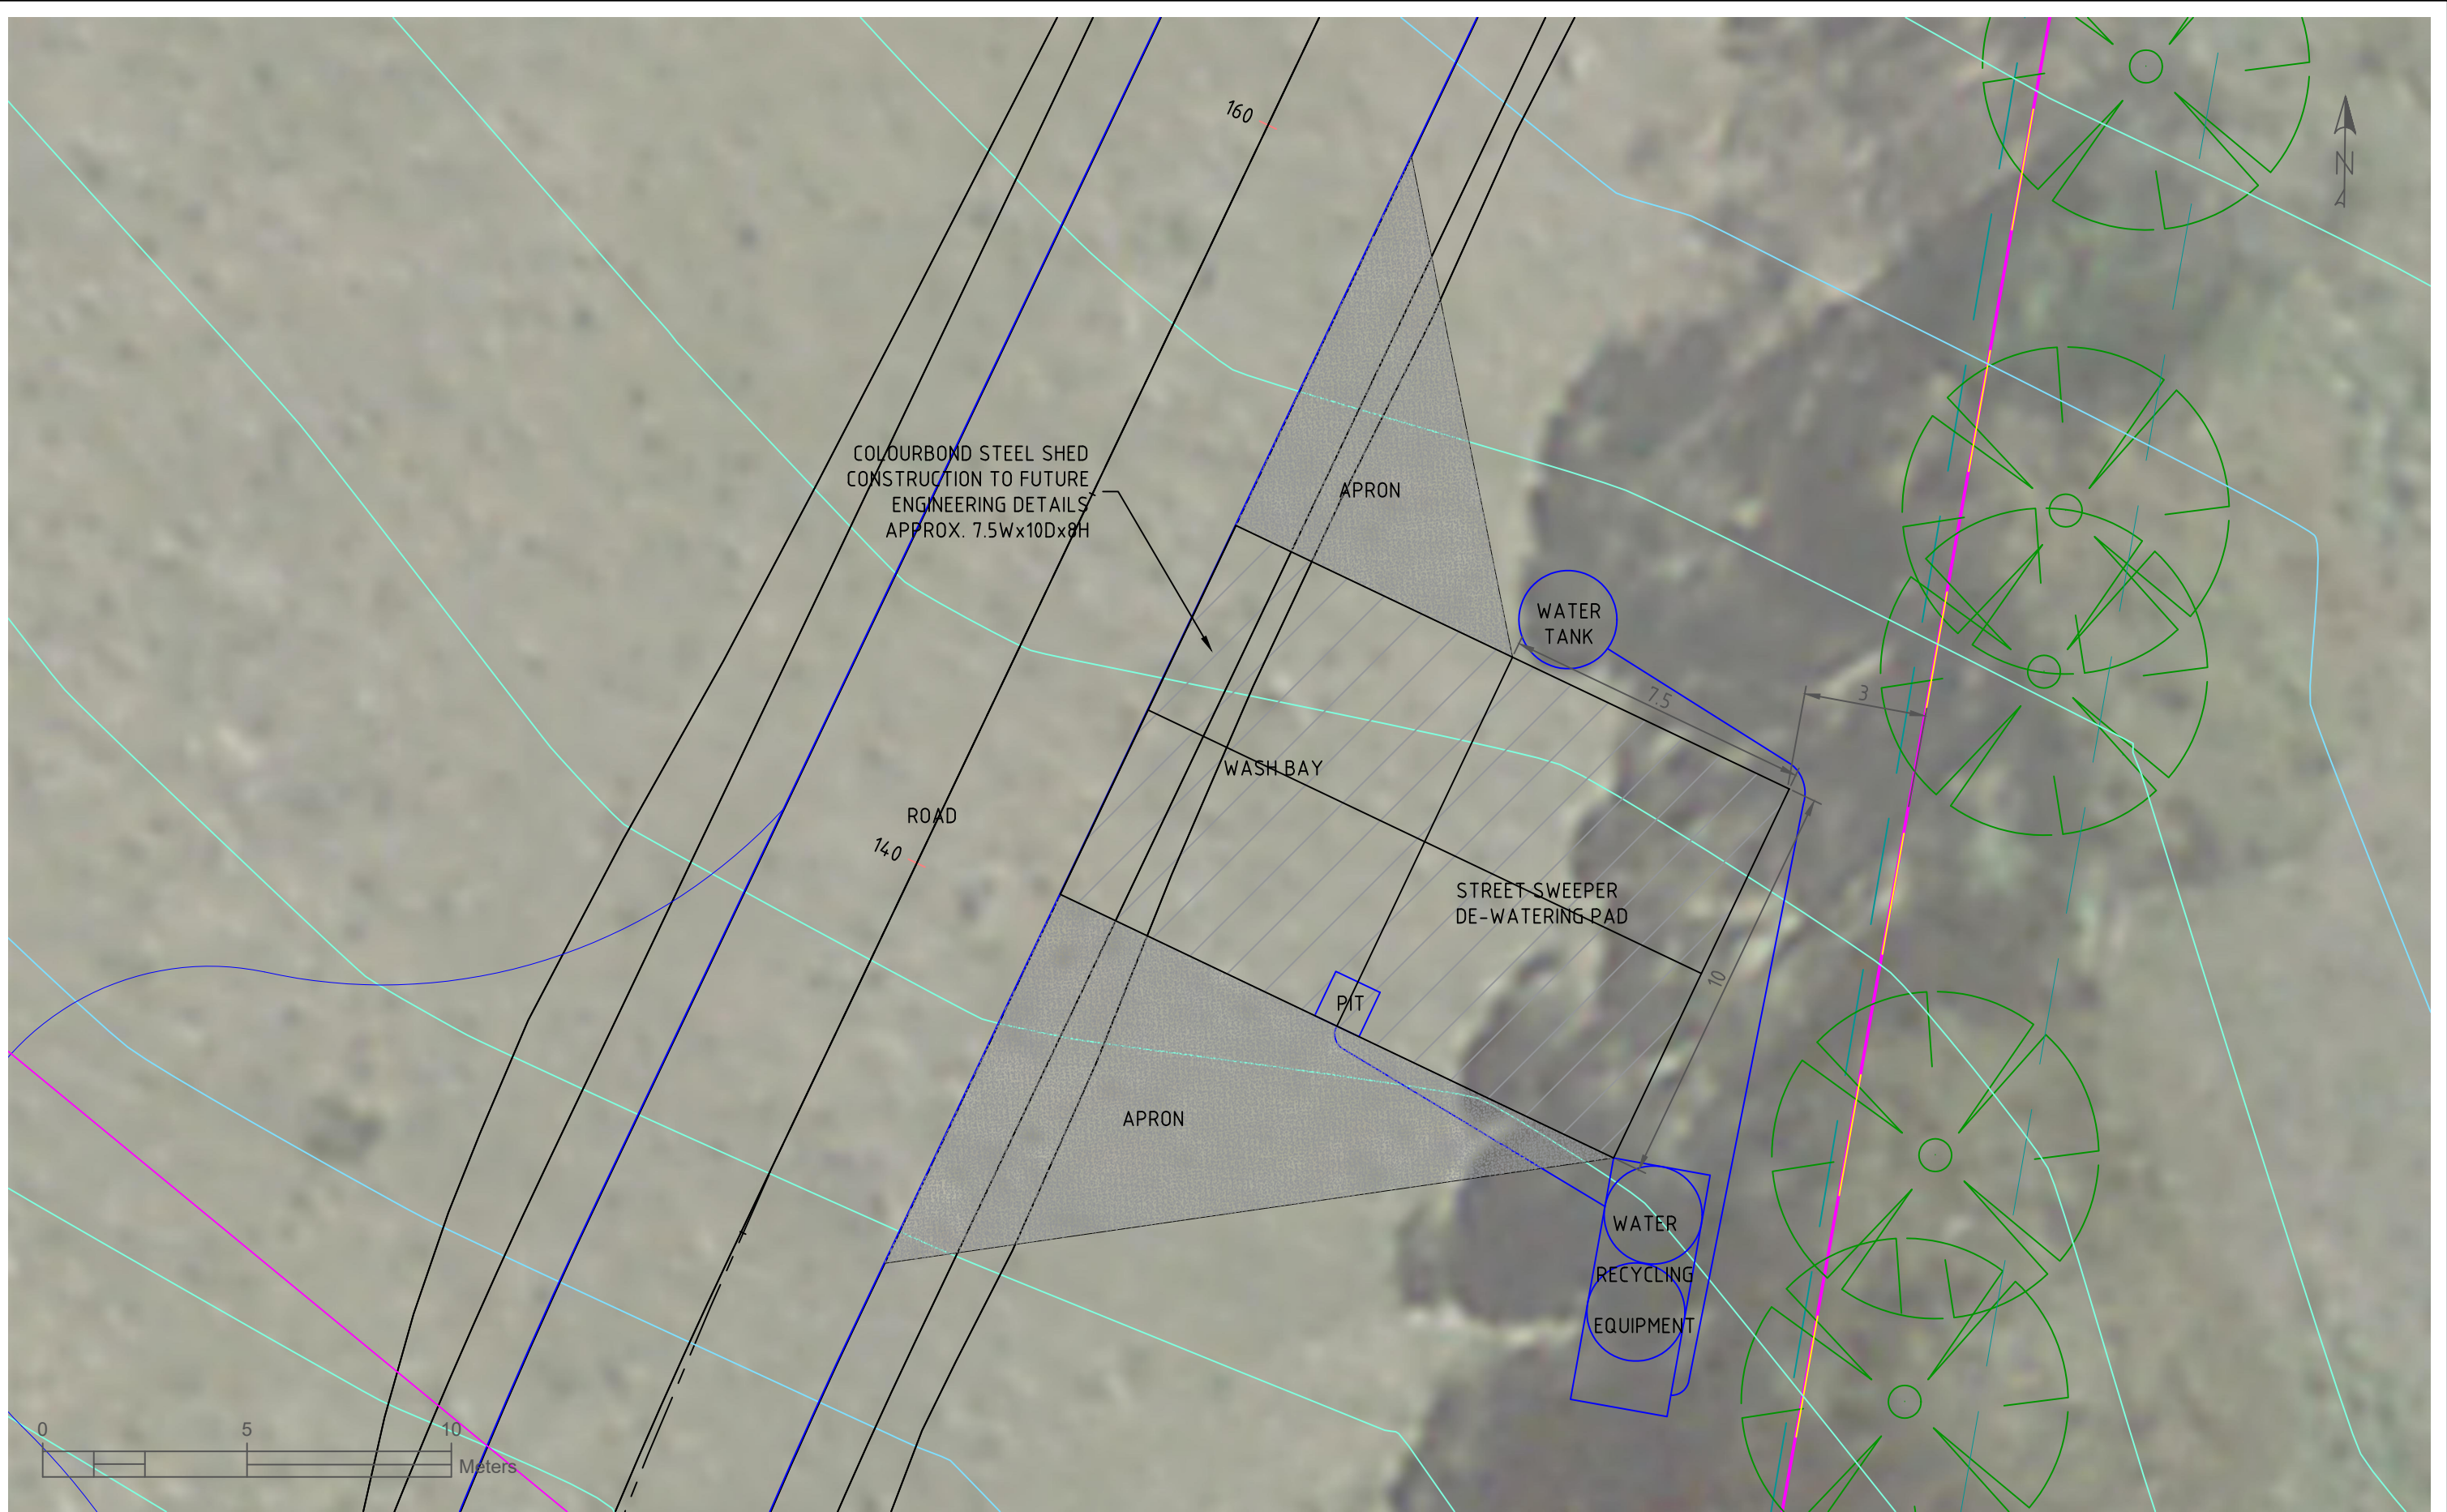 160
N
COLOURBOND STEEL SHED
CONSTRUCTION TO FUTURE
ENGINEERING DETAILS
APPROX. 7.5Wx10Dx8H
APRON
WATER
TANK
7.5
3
WASH BAY
ROAD
140
STREET SWEEPER
DE-WATERING PAD
10
PIT
APRON
WATER
RECYCLING
EQUIPMENT
0 5 10
Meters